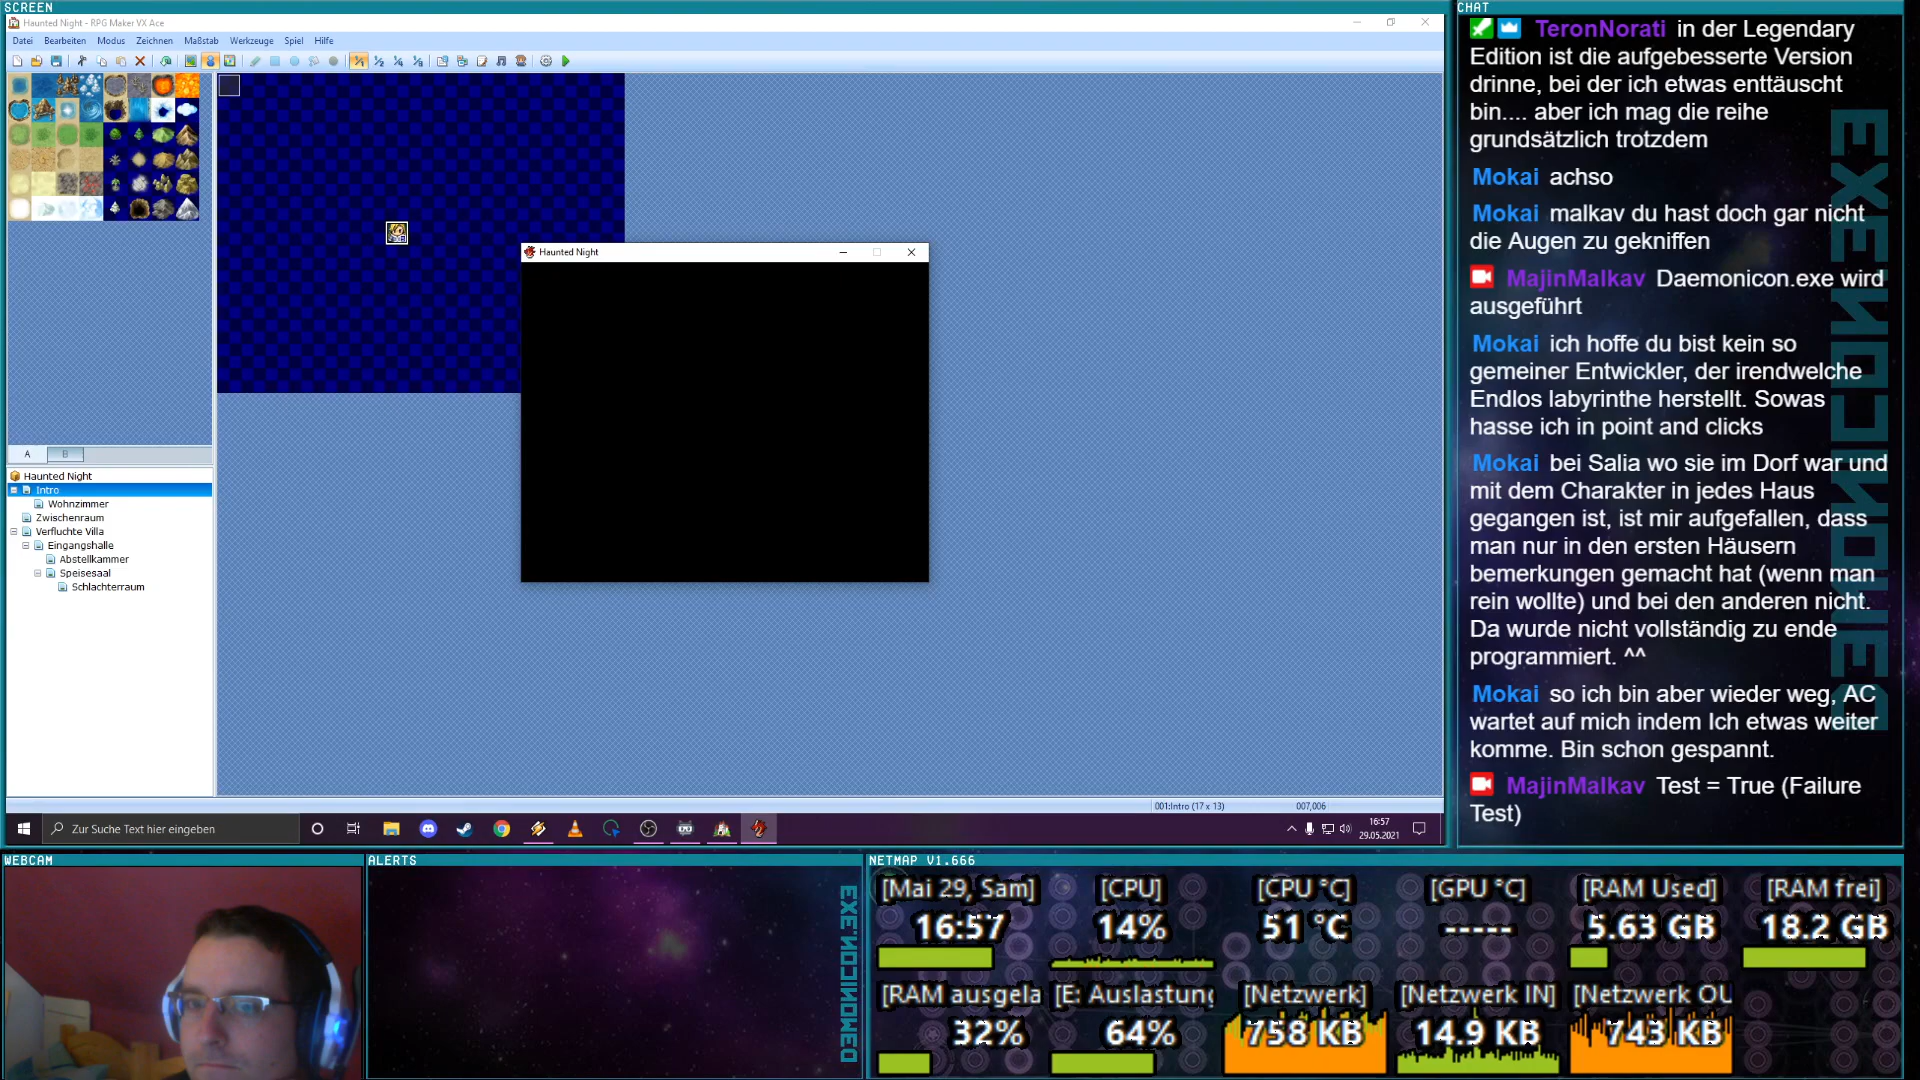 SCREEN
Haunted Night - RPG Maker VX Ace
Datei Bearbeiten Modus Zeichnen Maßstab Werkzeuge Spiel Hilfe
A B
Haunted Night
Intro
Wohnzimmer
Zwischenraum
Verfluchte Villa
Eingangshalle
Abstellkammer
Speisesaal
Schlachterraum
Haunted Night
001:Intro (17 x 13) 007,006
Zur Suche Text hier eingeben
16:57
29.05.2021
CHAT
TeronNorati in der Legendary
Edition ist die aufgebesserte Version
drinne, bei der ich etwas enttäuscht
bin.... aber ich mag die reihe
grundsätzlich trotzdem
Mokai achso
Mokai malkav du hast doch gar nicht
die Augen zu gekniffen
MajinMalkav Daemonicon.exe wird
ausgeführt
Mokai ich hoffe du bist kein so
gemeiner Entwickler, der irendwelche
Endlos labyrinthe herstellt. Sowas
hasse ich in point and clicks
Mokai bei Salia wo sie im Dorf war und
mit dem Charakter in jedes Haus
gegangen ist, ist mir aufgefallen, dass
man nur in den ersten Häusern
bemerkungen gemacht hat (wenn man
rein wollte) und bei den anderen nicht.
Da wurde nicht vollständig zu ende
programmiert. ^^
Mokai so ich bin aber wieder weg, AC
wartet auf mich indem Ich etwas weiter
komme. Bin schon gespannt.
MajinMalkav Test = True (Failure
Test)
WEBCAM
ALERTS
NETMAP V1.666
[Mai 29, Sam] [CPU] [CPU °C] [GPU °C] [RAM Used] [RAM frei]
16:57 14% 51 °C ----- 5.63 GB 18.2 GB
[RAM ausgela [E: Auslastung [Netzwerk] [Netzwerk IN] [Netzwerk OU
32% 64% 758 KB 14.9 KB 743 KB